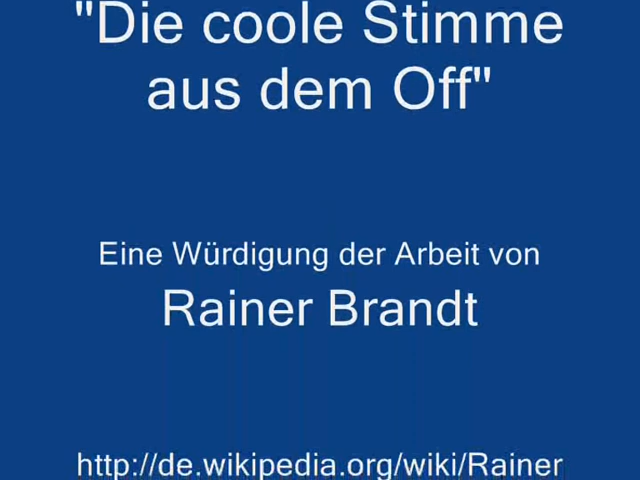 "Die coole Stimme
aus dem Off"
Eine Würdigung der Arbeit von
Rainer Brandt
http://de.wikipedia.org/wiki/Rainer